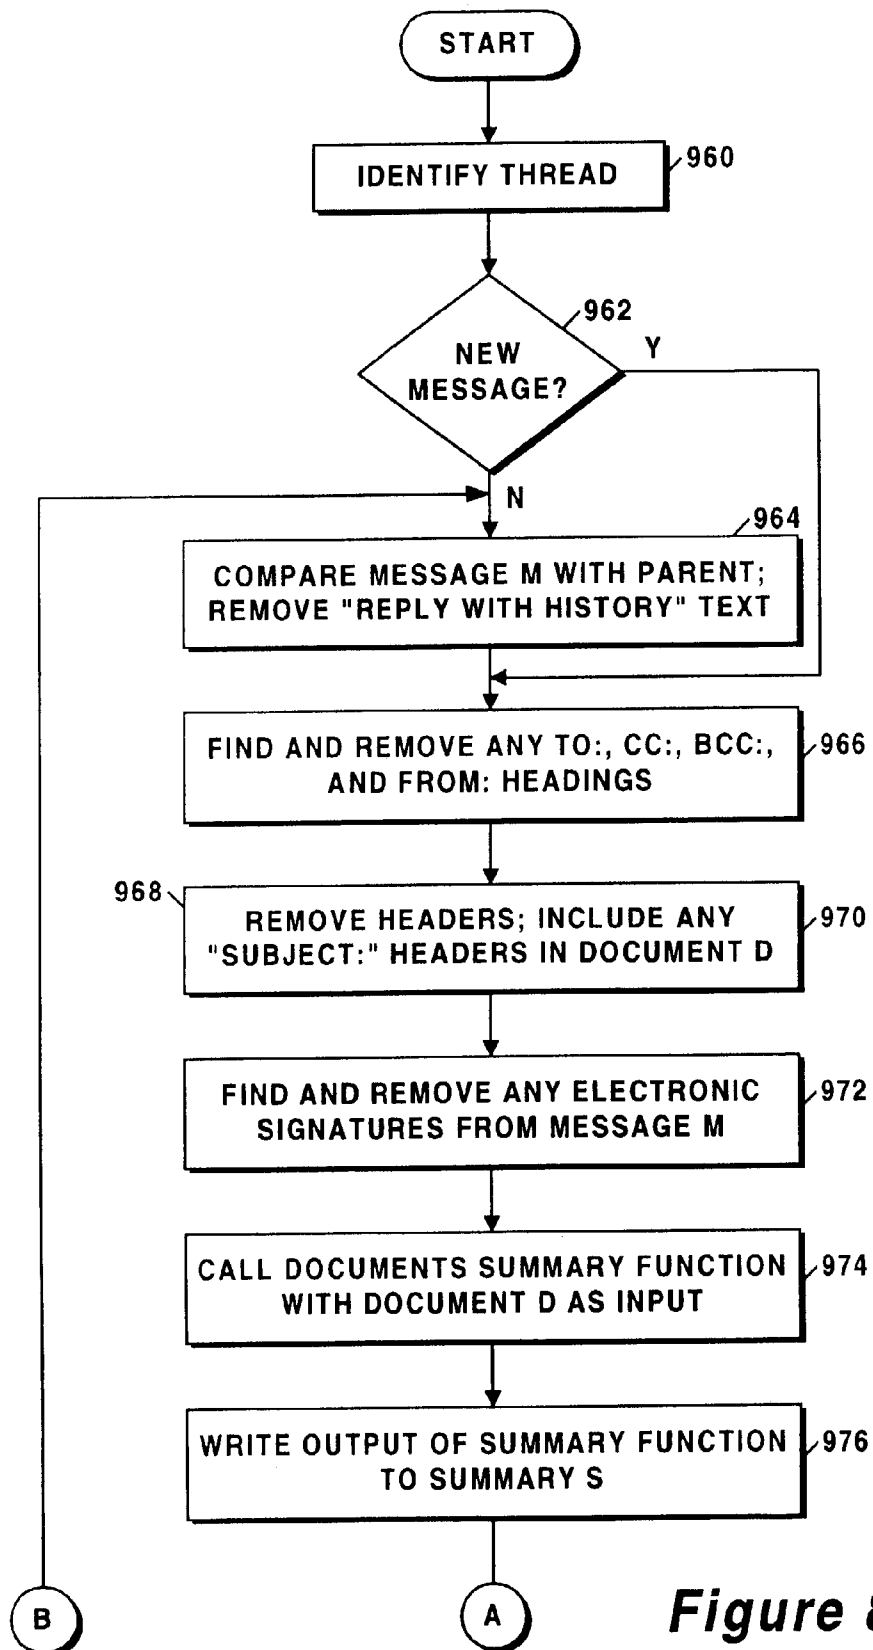 START
IDENTIFY THREAD
960
962
NEW
MESSAGE?
Y
N
964
COMPARE MESSAGE M WITH PARENT;
REMOVE "REPLY WITH HISTORY" TEXT
FIND AND REMOVE ANY TO:, CC:, BCC:,
AND FROM: HEADINGS
966
968
REMOVE HEADERS; INCLUDE ANY
"SUBJECT:" HEADERS IN DOCUMENT D
970
FIND AND REMOVE ANY ELECTRONIC
SIGNATURES FROM MESSAGE M
972
CALL DOCUMENTS SUMMARY FUNCTION
WITH DOCUMENT D AS INPUT
974
WRITE OUTPUT OF SUMMARY FUNCTION
TO SUMMARY S
976
B
A
Figure 8